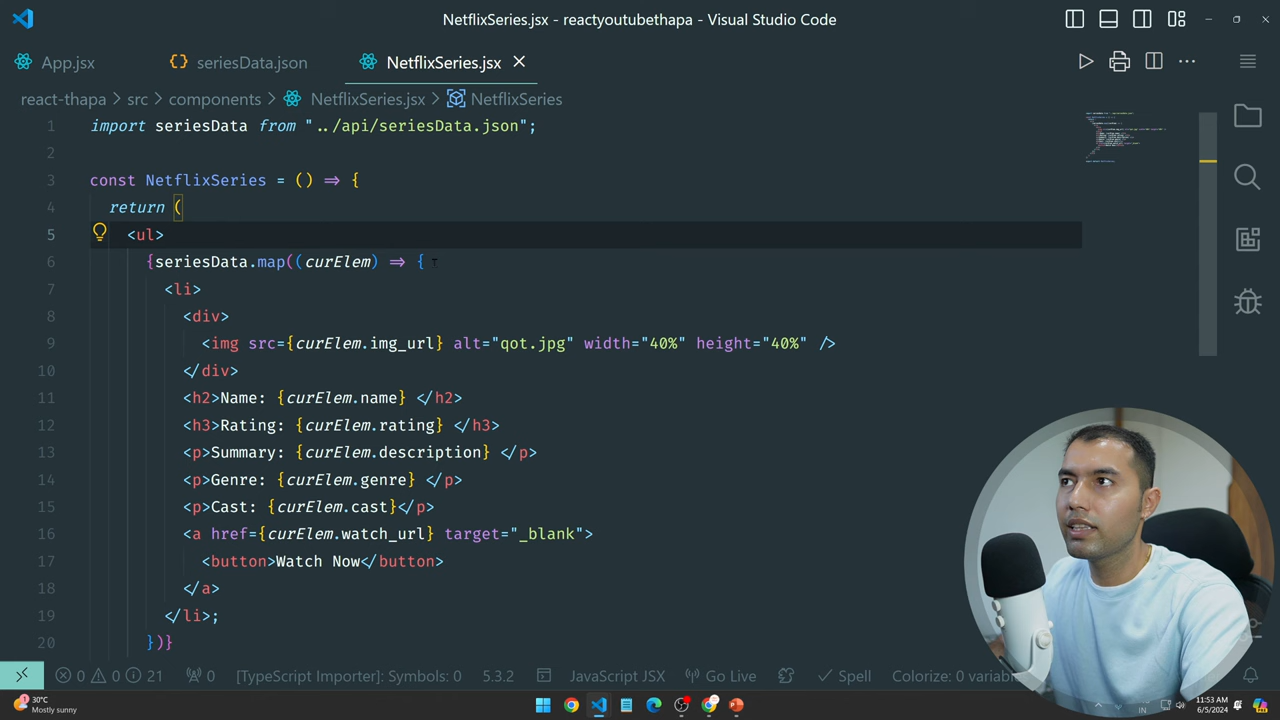 NetflixSeries.jsx - reactyoutubethapa - Visual Studio Code
App.jsx
seriesData.json
NetflixSeries.jsx
react-thapa > src > components > NetflixSeries.jsx > NetflixSeries
1 import seriesData from "../api/seriesData.json";
2
3 const NetflixSeries = () => {
4 return (
5 <ul>
6 {seriesData.map((curElem) => {
7 <li>
8 <div>
9 <img src={curElem.img_url} alt="qot.jpg" width="40%" height="40%" />
10 </div>
11 <h2>Name: {curElem.name} </h2>
12 <h3>Rating: {curElem.rating} </h3>
13 <p>Summary: {curElem.description} </p>
14 <p>Genre: {curElem.genre} </p>
15 <p>Cast: {curElem.cast}</p>
16 <a href={curElem.watch_url} target="_blank">
17 <button>Watch Now</button>
18 </a>
19 </li>;
20 })}
0 0 21 0 [TypeScript Importer]: Symbols: 0 5.3.2 JavaScript JSX Go Live Spell Colorize: 0 variab
30°C
Mostly sunny
IN
11:53 AM
6/5/2024